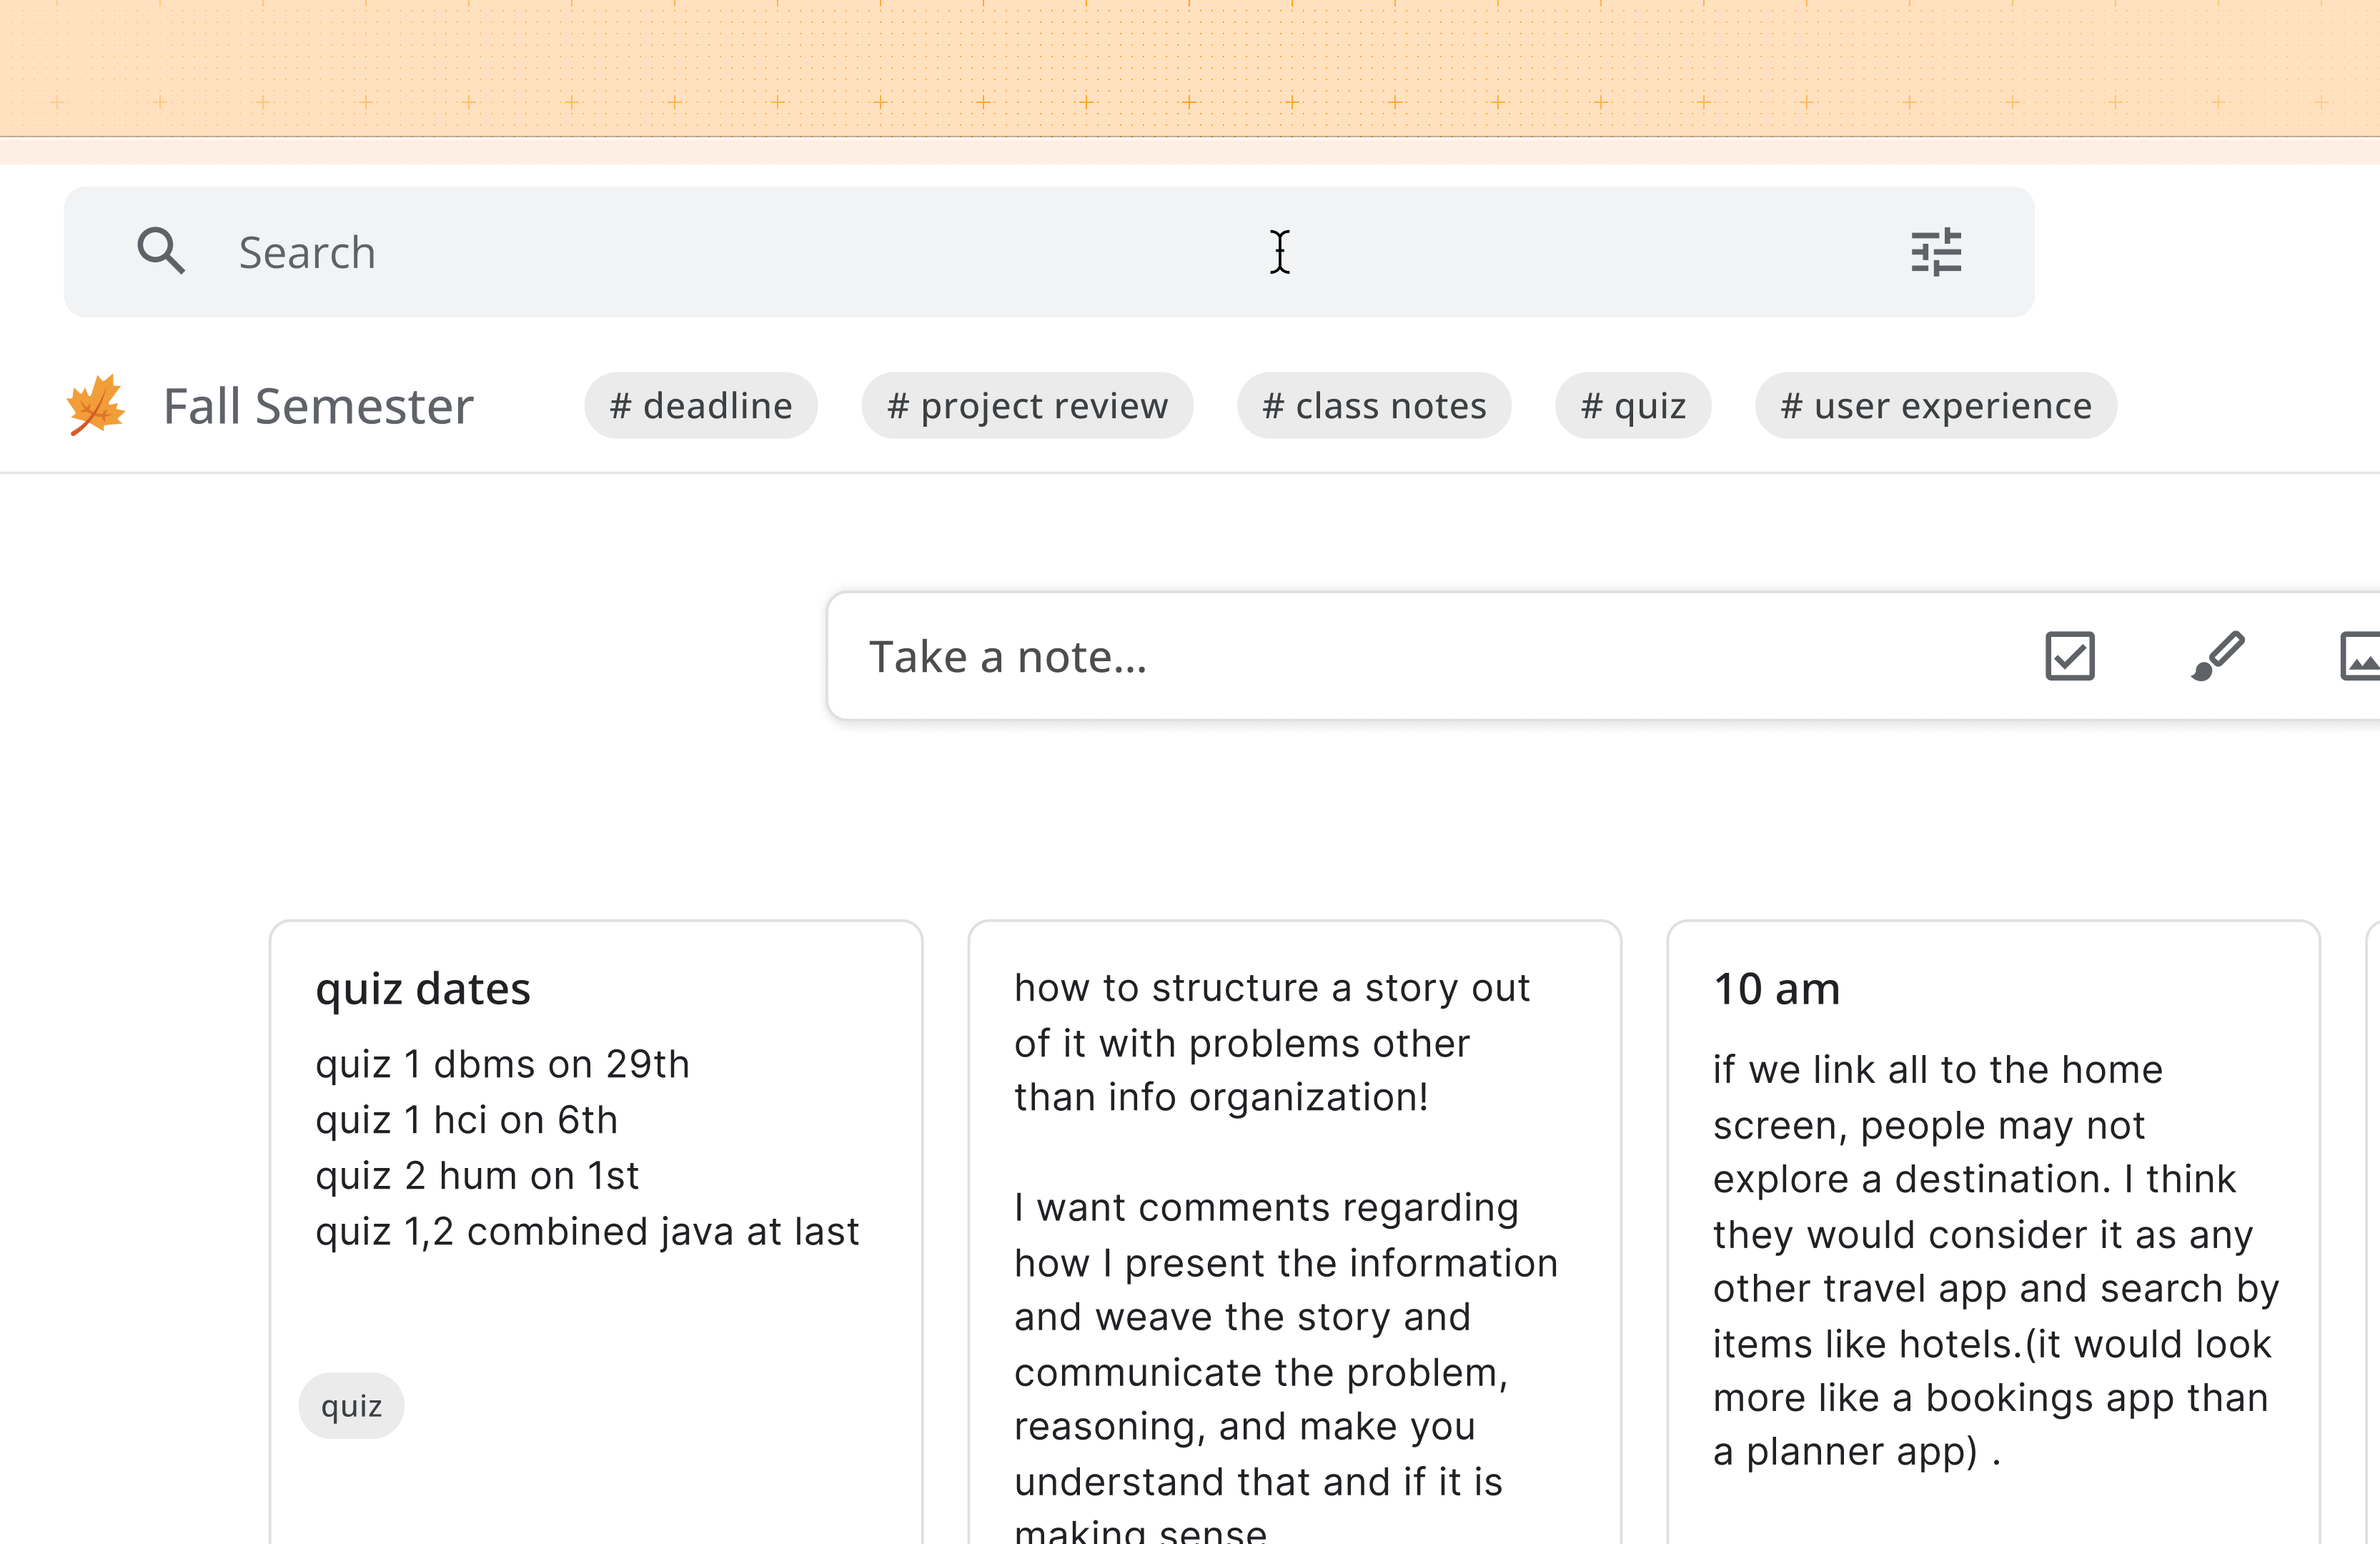 Search
Fall Semester
# deadline
# project review
# class notes
# quiz
# user experience
Take a note...
quiz dates
quiz 1 dbms on 29th
quiz 1 hci on 6th
quiz 2 hum on 1st
quiz 1,2 combined java at last
quiz
how to structure a story out
of it with problems other
than info organization!
I want comments regarding
how I present the information
and weave the story and
communicate the problem,
reasoning, and make you
understand that and if it is
making sense
10 am
if we link all to the home
screen, people may not
explore a destination. I think
they would consider it as any
other travel app and search by
items like hotels.(it would look
more like a bookings app than
a planner app) .